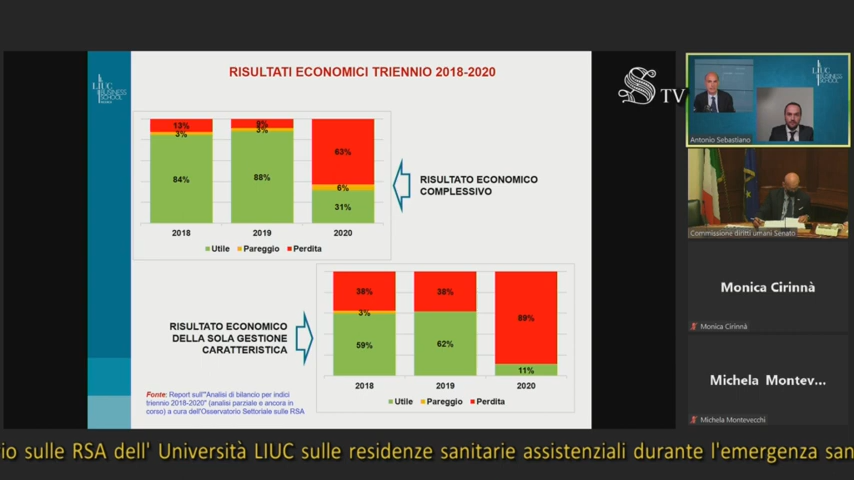 RISULTATI ECONOMICI TRIENNIO 2018-2020
LIUC
BUSINESS
SCHOOL
13%
3%
84%
9%
3%
88%
63%
6%
31%
2018
2019
2020
Utile
Pareggio
Perdita
RISULTATO ECONOMICO
COMPLESSIVO
RISULTATO ECONOMICO
DELLA SOLA GESTIONE
CARATTERISTICA
38%
3%
59%
38%
62%
89%
11%
2018
2019
2020
Utile
Pareggio
Perdita
Fonte: Report sull'"Analisi di bilancio per indici
triennio 2018-2020" (analisi parziale e ancora in
corso) a cura dell'Osservatorio Settoriale sulle RSA
S TV
LIUC
BUSINESS
SCHOOL
Antonio Sebastiano
Commissione diritti umani Senato
Monica Cirinnà
Monica Cirinnà
Michela Montev...
Michela Montevecchi
io sulle RSA dell' Università LIUC sulle residenze sanitarie assistenziali durante l'emergenza san